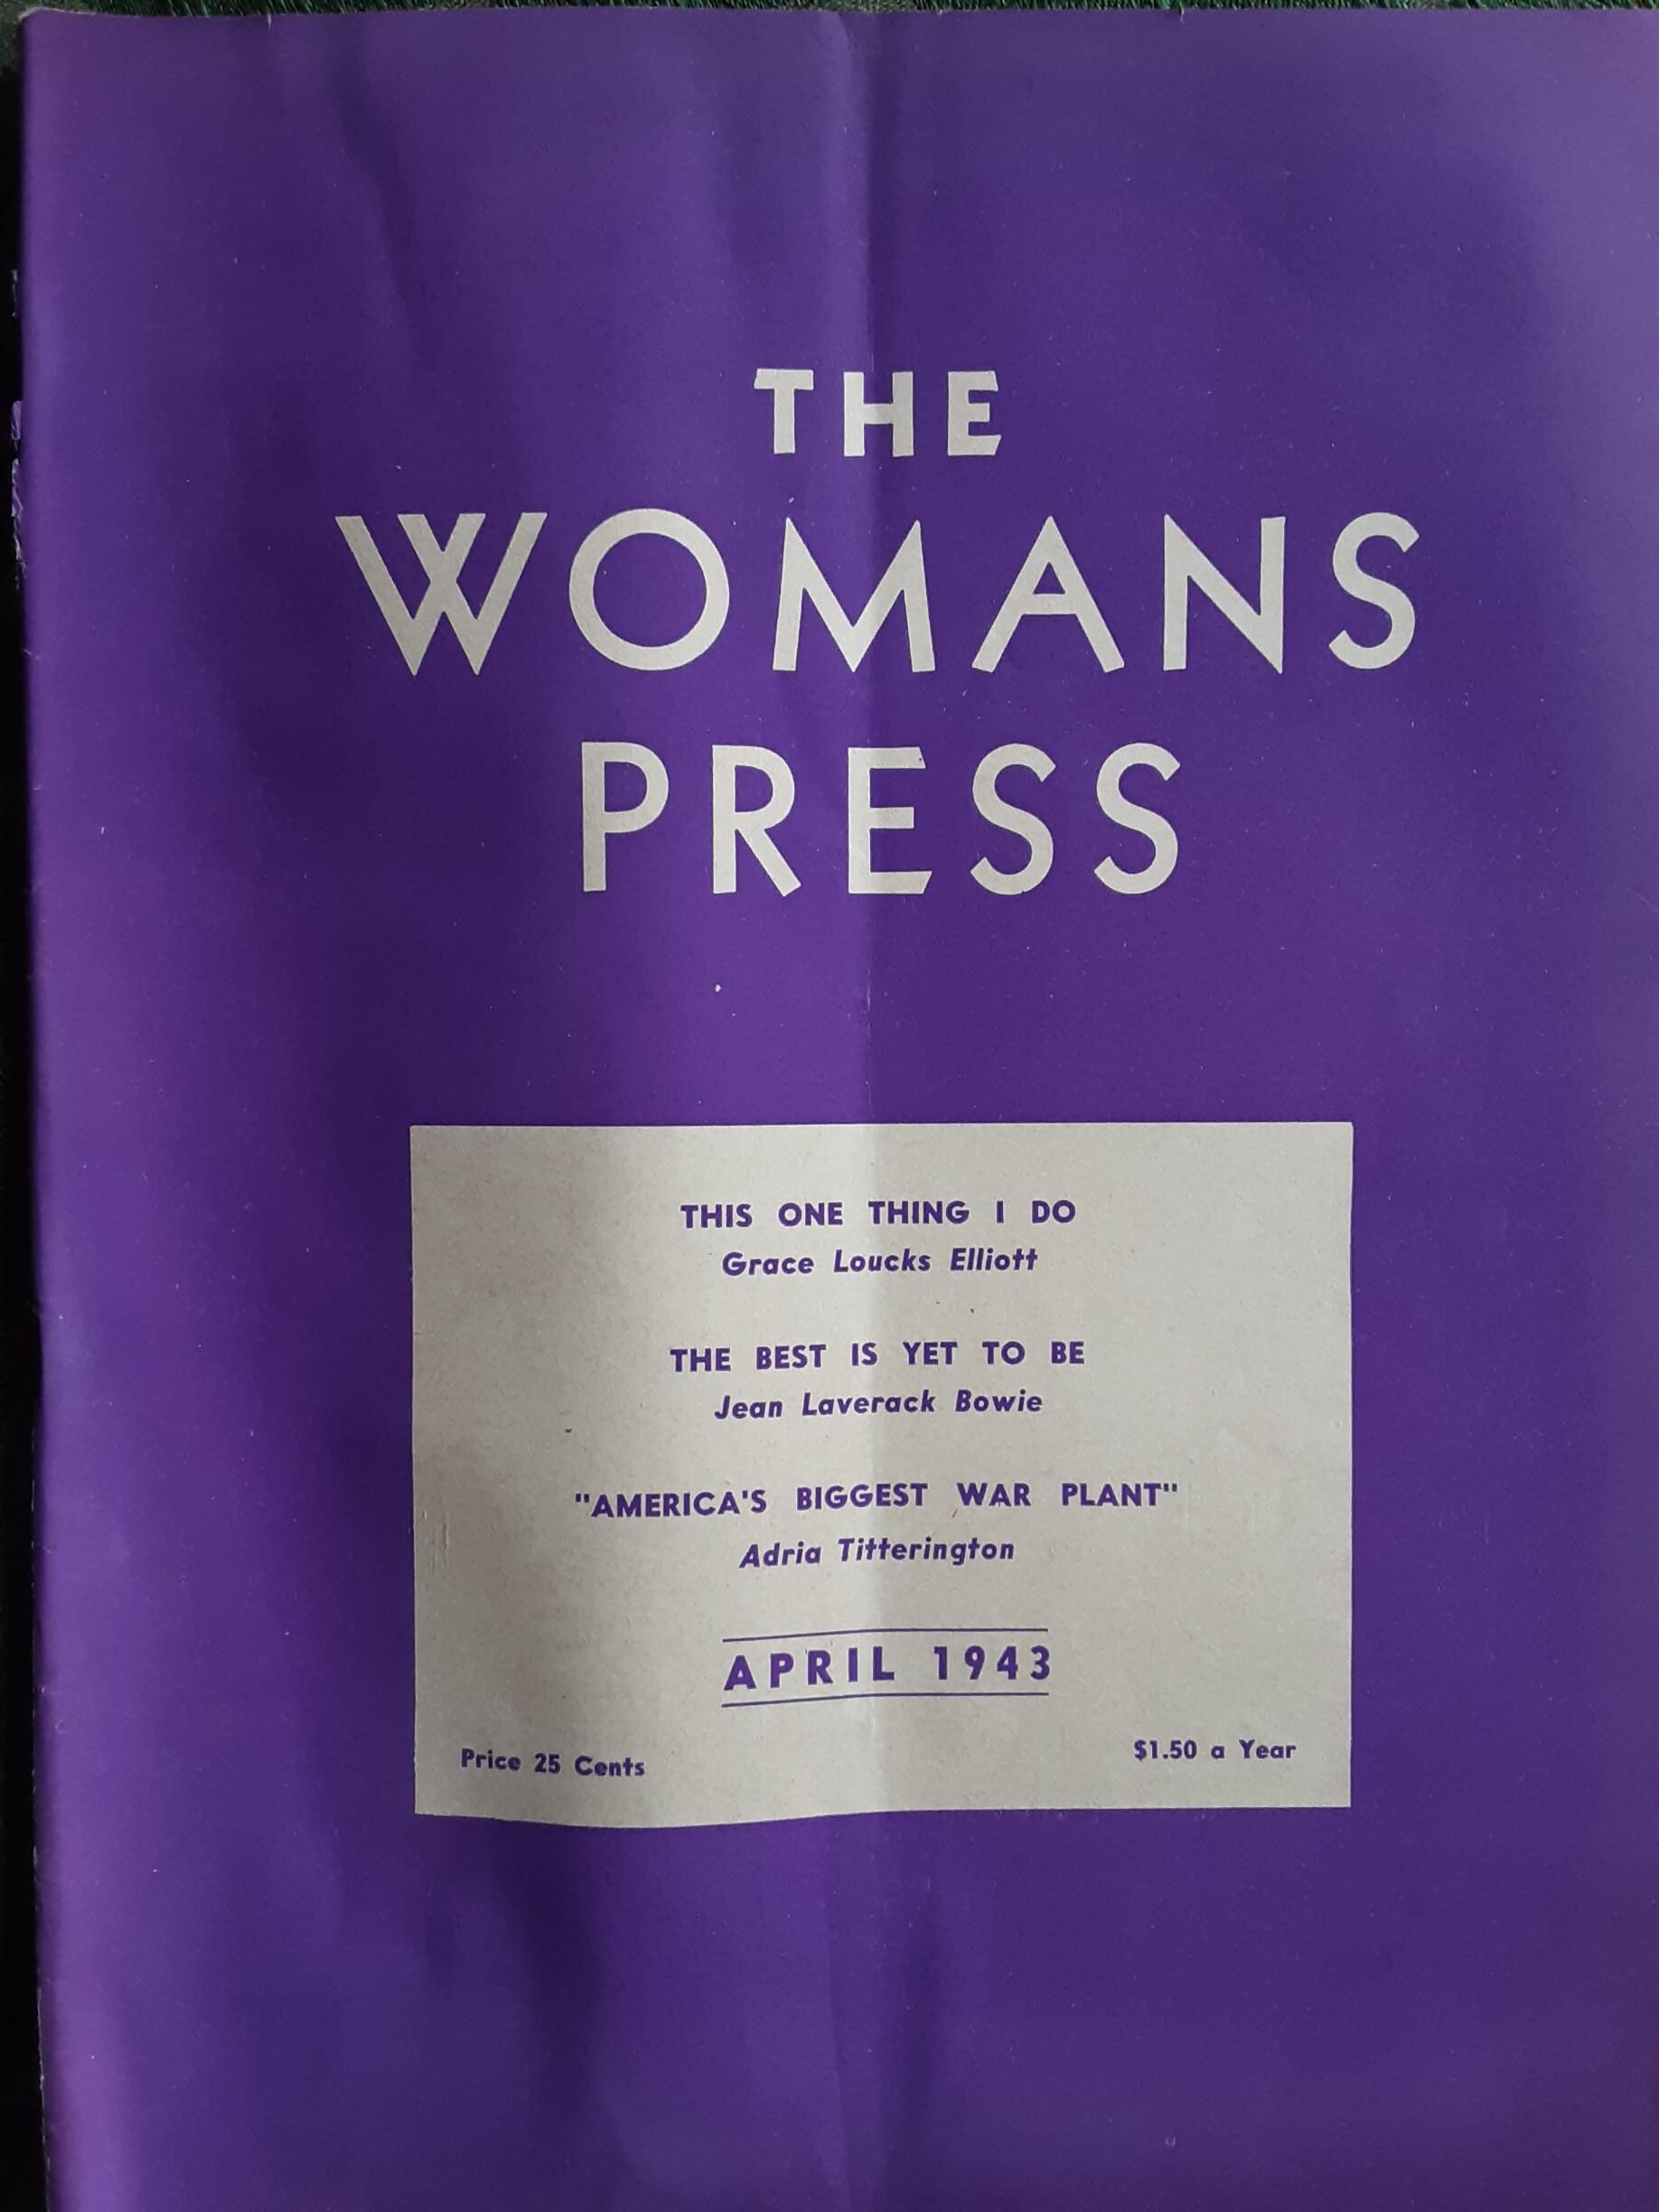 THE
WOMANS
PRESS
THIS ONE THING I DO
Grace Loucks Elliott
THE BEST IS YET TO BE
Jean Laverack Bowie
"AMERICA'S BIGGEST WAR PLANT"
Adria Titterington
APRIL 1943
Price 25 Cents
$1.50 a Year